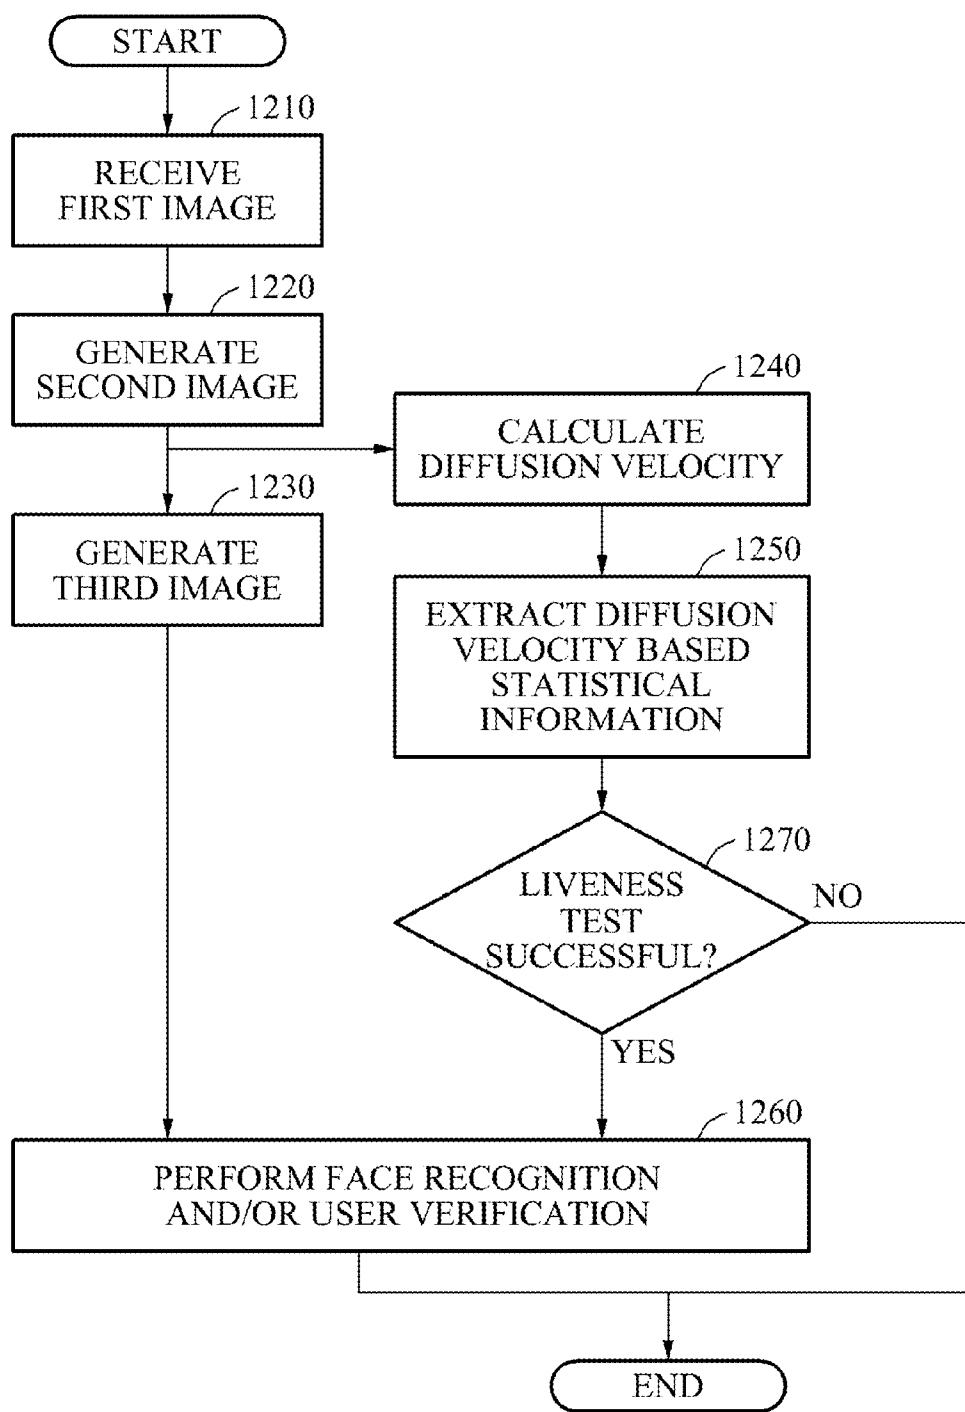 START
1210
RECEIVE
FIRST IMAGE
1220
GENERATE
SECOND IMAGE
1240
CALCULATE
DIFFUSION VELOCITY
1230
GENERATE
THIRD IMAGE
1250
EXTRACT DIFFUSION
VELOCITY BASED
STATISTICAL
INFORMATION
1270
LIVENESS
TEST
SUCCESSFUL?
NO
YES
1260
PERFORM FACE RECOGNITION
AND/OR USER VERIFICATION
END